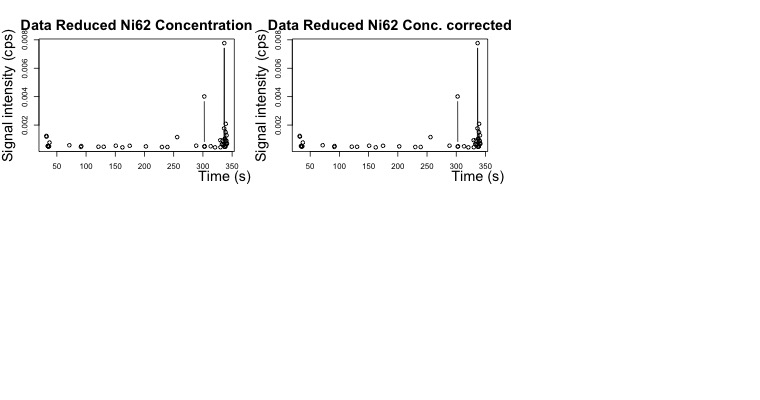 Data Reduced Ni62 Concentration
Signal intensity (cps)
0.008
0.006
0.004
0.002
50 100 150 200 250 300 350
Time (s)
Data Reduced Ni62 Conc. corrected
Signal intensity (cps)
0.008
0.006
0.004
0.002
50 100 150 200 250 300 350
Time (s)